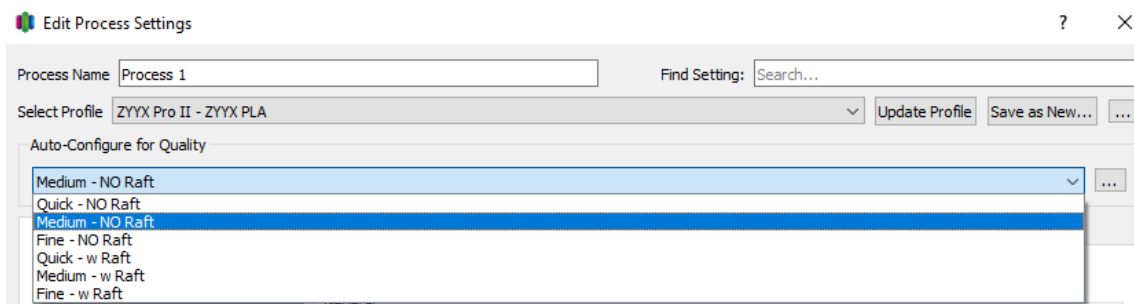 Edit Process Settings ? ×
Process Name Process 1 Find Setting: Search...
Select Profile ZYYX Pro II - ZYYX PLA Update Profile Save as New... ...
Auto-Configure for Quality
Medium - NO Raft ...
Quick - NO Raft
Medium - NO Raft
Fine - NO Raft
Quick - w Raft
Medium - w Raft
Fine - w Raft